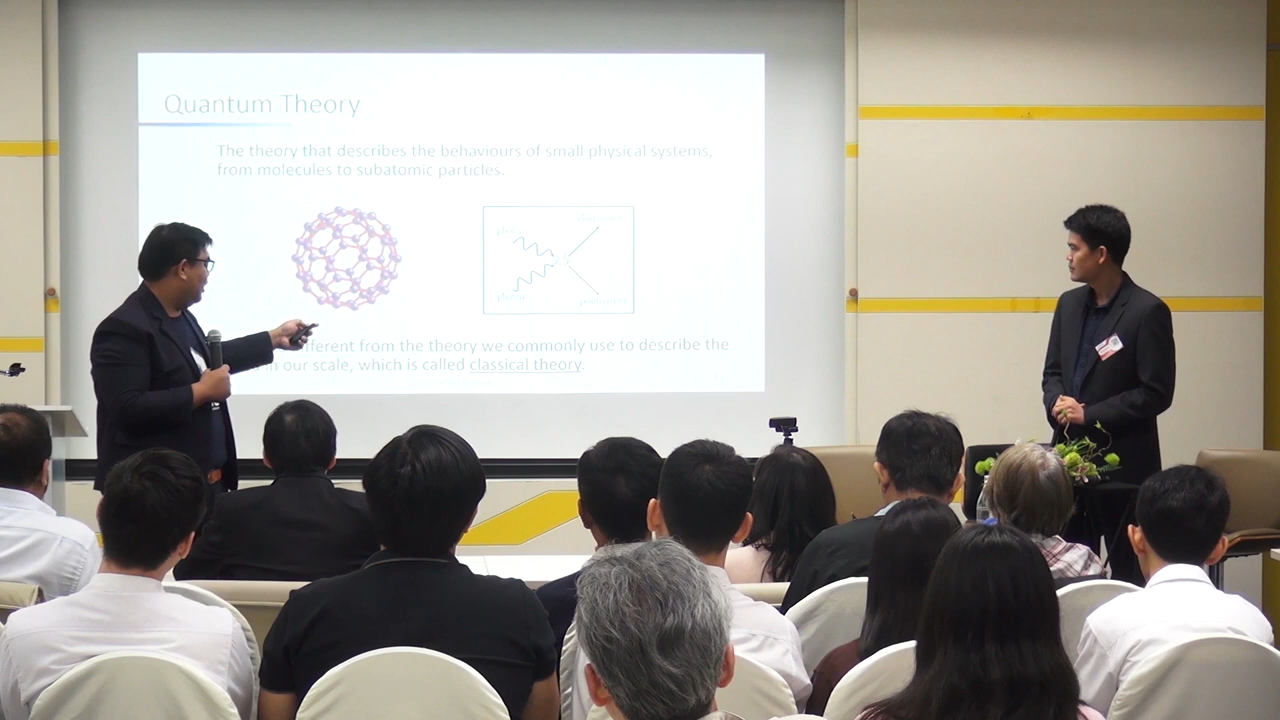 Quantum Theory
The theory that describes the behaviours of small physical systems,
from molecules to subatomic particles.
from the theory we commonly use to describe the
in our scale, which is called classical theory.